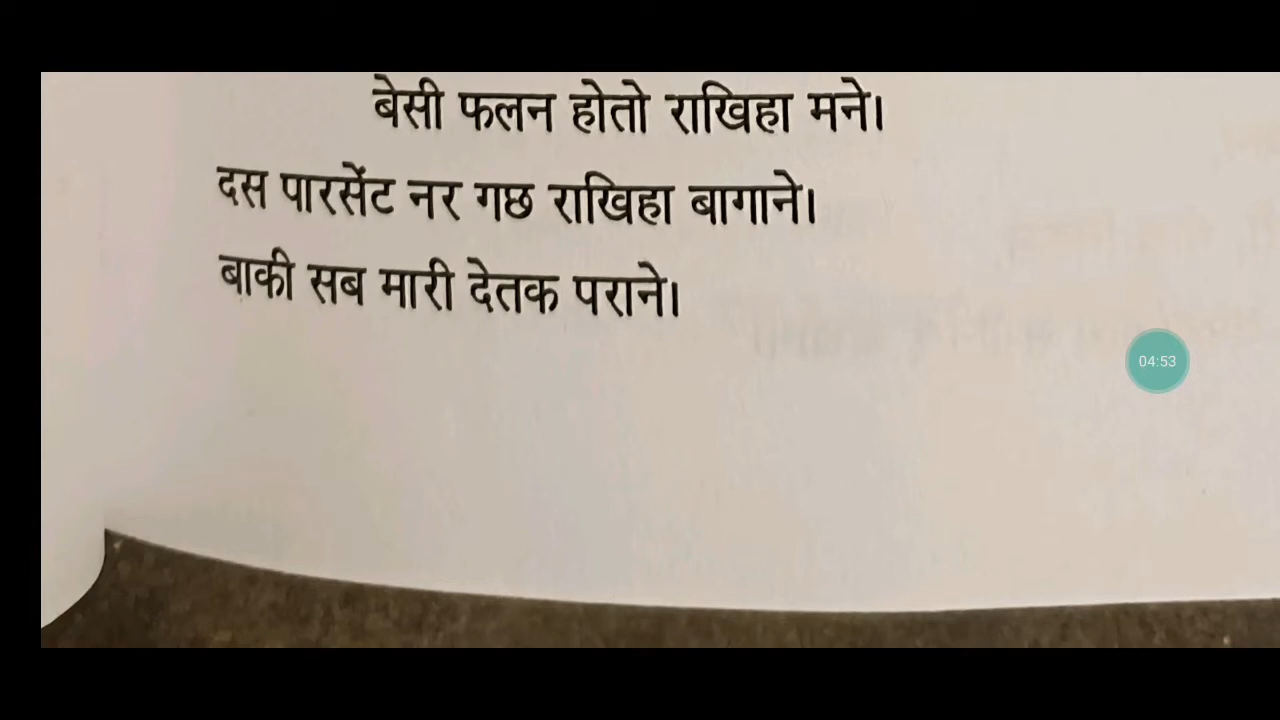 बेसी फलन होतो राखिहा मने।
दस पारसेंट नर गछ राखिहा बागाने।
बाकी सब मारी देतक पराने।
04:53